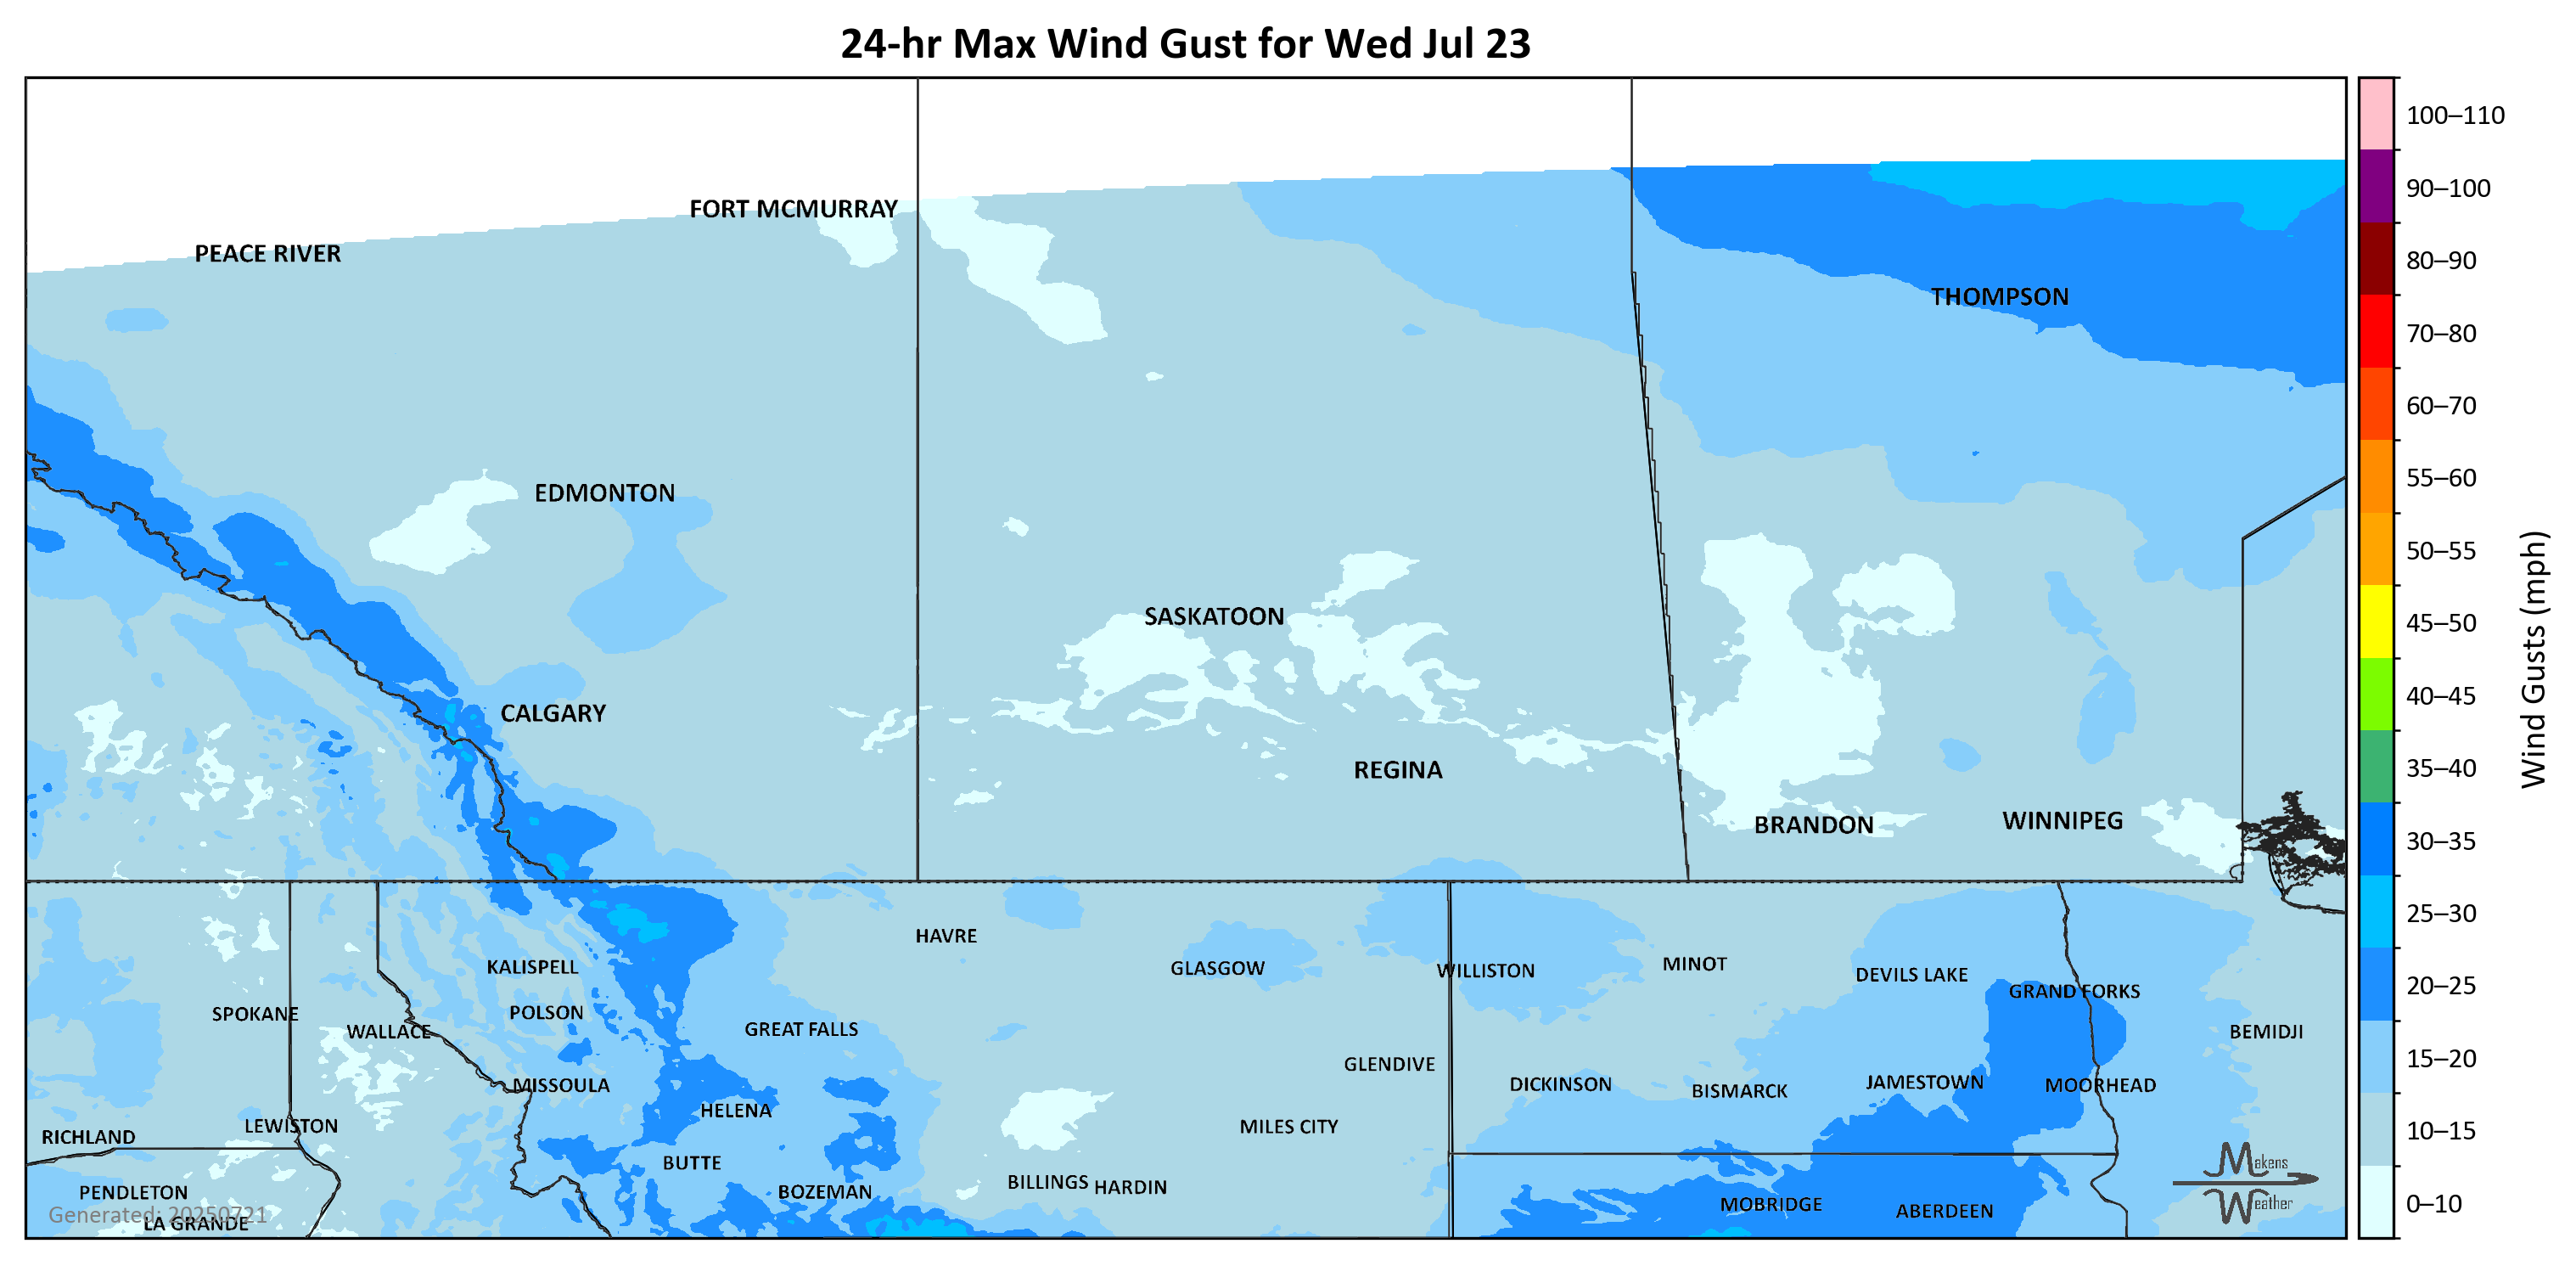 24-hr Max Wind Gust for Wed Jul 23
100–110
FORT MCMURRAY
90–100
PEACE RIVER
80–90
THOMPSON
70–80
60–70
EDMONTON
55–60
50–55
SASKATOON
45–50
Wind Gusts (mph)
CALGARY
40–45
REGINA
35–40
BRANDON
WINNIPEG
30–35
HAVRE
25–30
KALISPELL
GLASGOW
WILLISTON
MINOT
DEVILS LAKE
20–25
GRAND FORKS
SPOKANE
POLSON
WALLACE
GREAT FALLS
BEMIDJI
15–20
GLENDIVE
MISSOULA
DICKINSON
BISMARCK
JAMESTOWN
MOORHEAD
HELENA
LEWISTON
MILES CITY
10–15
RICHLAND
BUTTE
Makens
Weather
PENDLETON
BOZEMAN
BILLINGS
HARDIN
MOBRIDGE
ABERDEEN
0–10
Generated: 20250721
LA GRANDE